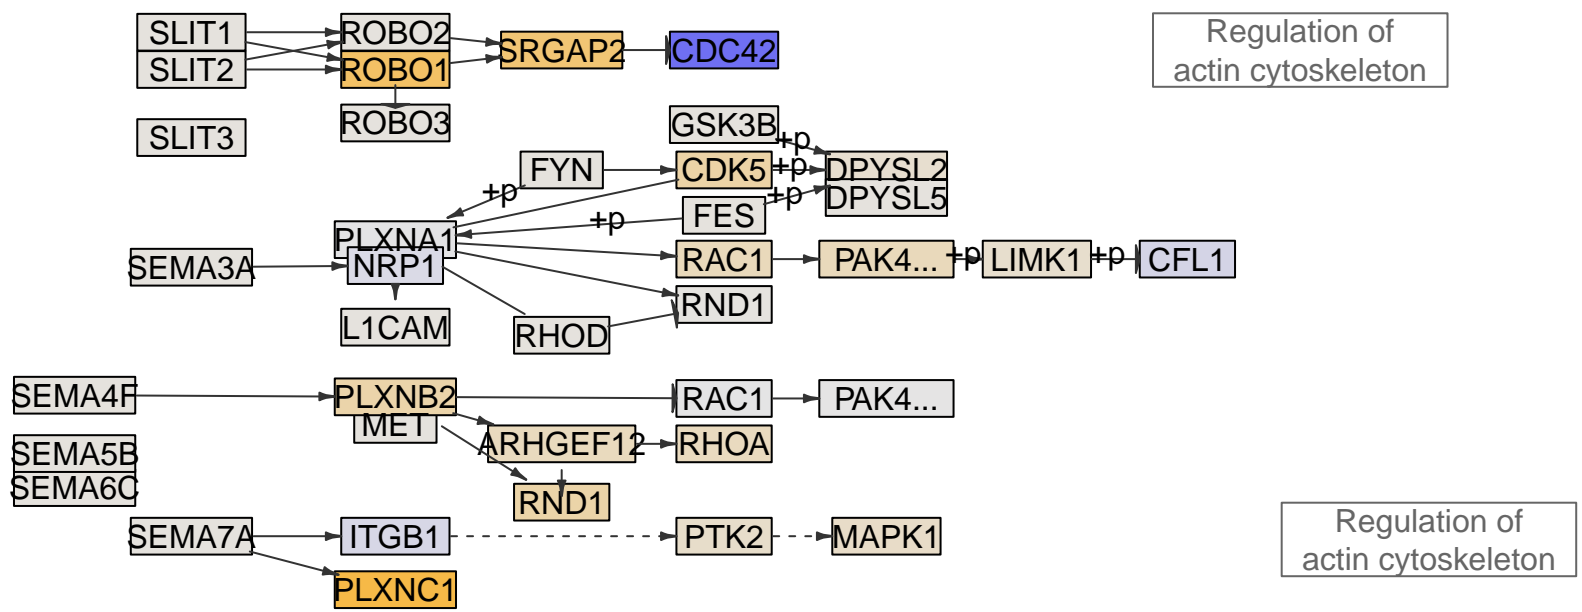 SLIT1
ROBO2
SRGAP2
CDC42
Regulation of
actin cytoskeleton
SLIT2
ROBO1
SLIT3
ROBO3
GSK3B
+p
FYN
CDK5
+p
DPYSL2
+p
FES
+p
DPYSL5
+p
PLXNA1
SEMA3A
NRP1
RAC1
PAK4...
+p
LIMK1
+p
CFL1
RND1
L1CAM
RHOD
SEMA4F
PLXNB2
RAC1
PAK4...
MET
ARHGEF12
RHOA
SEMA5B
SEMA6C
RND1
SEMA7A
ITGB1
PTK2
MAPK1
Regulation of
actin cytoskeleton
PLXNC1